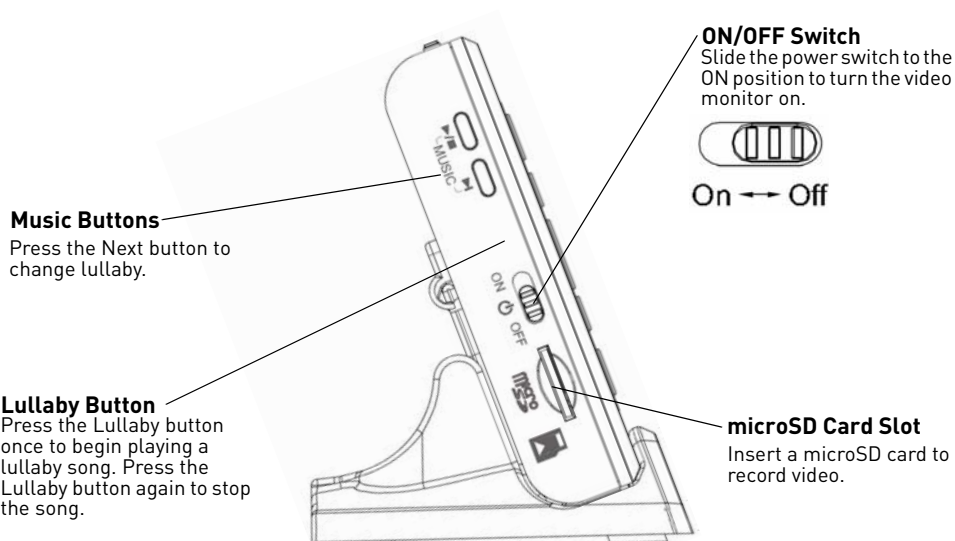 ON/OFF Switch
Slide the power switch to the
ON position to turn the video
monitor on.
On Off
MUSIC
Music Buttons
Press the Next button to
change lullaby.
ON
OFF
micro
SD
Lullaby Button
Press the Lullaby button
once to begin playing a
lullaby song. Press the
Lullaby button again to stop
the song.
microSD Card Slot
Insert a microSD card to
record video.